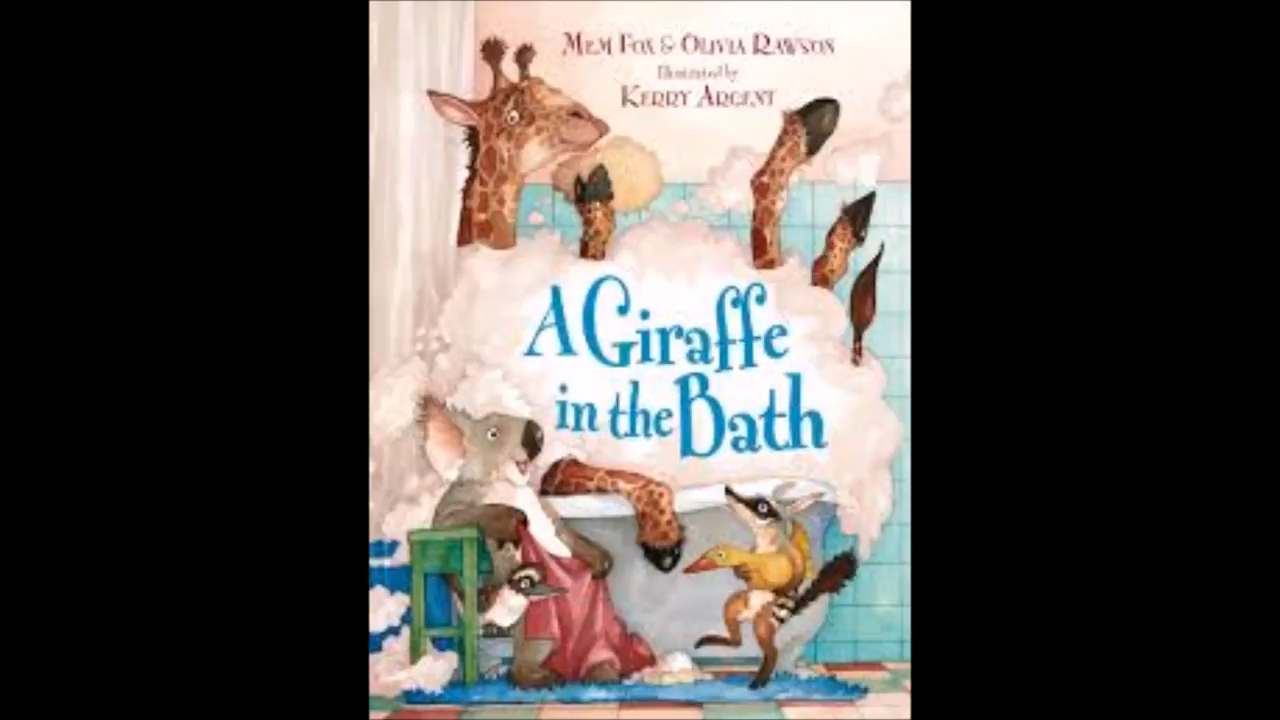 Mem Fox & Olivia Rawson
Illustrated by
Kerry Argent
A Giraffe
in the Bath